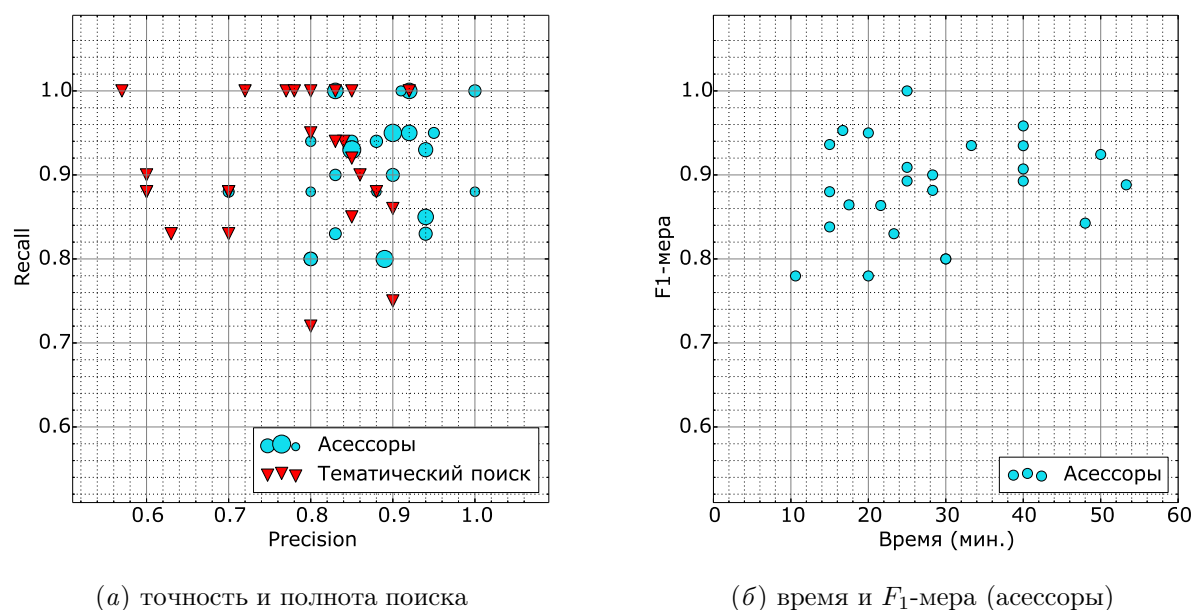 1.0
0.9
0.8
0.7
0.6
Recall
0.6 0.7 0.8 0.9 1.0
Precision
Асессоры
Тематический поиск
(а) точность и полнота поиска
1.0
0.9
0.8
0.7
0.6
F1-мера
0 10 20 30 40 50 60
Время (мин.)
Асессоры
(б) время и F₁-мера (асессоры)